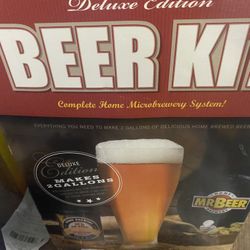 Deluxe Edition
BEER KI
Complete Home Microbrewery System!
EVERYTHING YOU NEED TO MAKE 2 GALLONS OF DELICIOUS HOME BREWED BEER
DELUXE
Edition
MAKES
2 GALLONS
MR.BEER